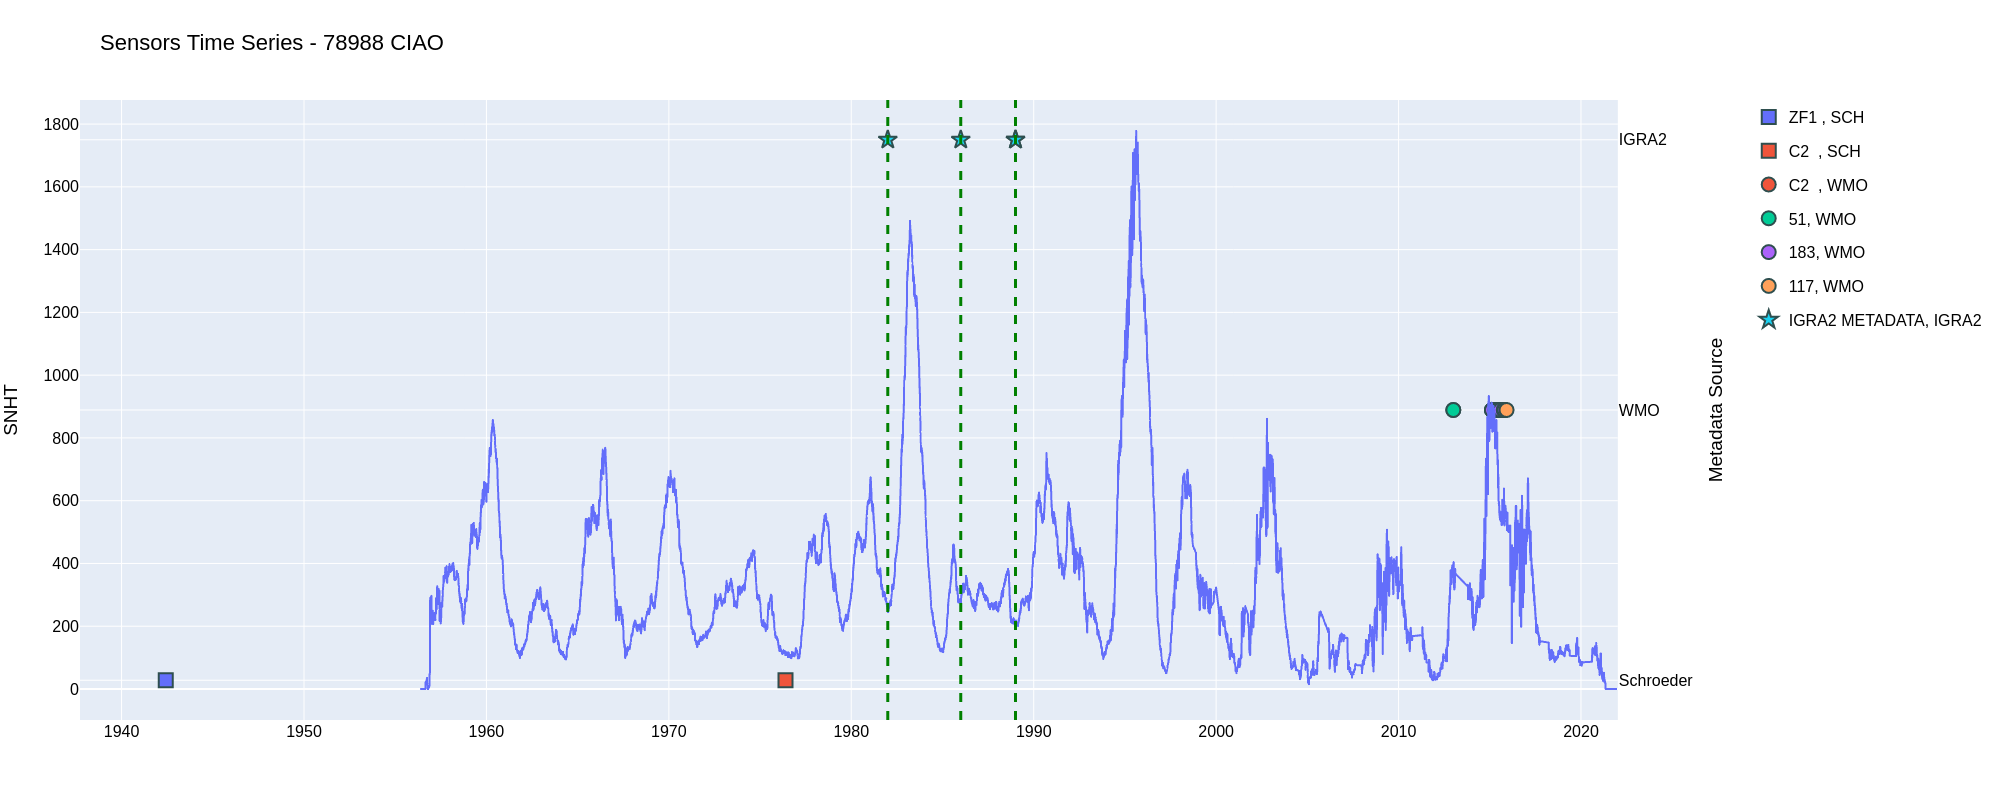 Sensors Time Series - 78988 CIAO
SNHT
1800
1600
1400
1200
1000
800
600
400
200
0
1940 1950 1960 1970 1980 1990 2000 2010 2020
IGRA2
WMO
Schroeder
Metadata Source
ZF1 , SCH
C2 , SCH
C2 , WMO
51, WMO
183, WMO
117, WMO
IGRA2 METADATA, IGRA2